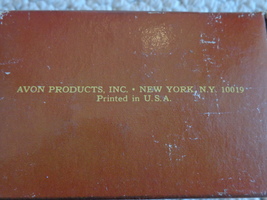 AVON PRODUCTS, INC. • NEW YORK, N.Y. 10019
Printed in U.S.A.